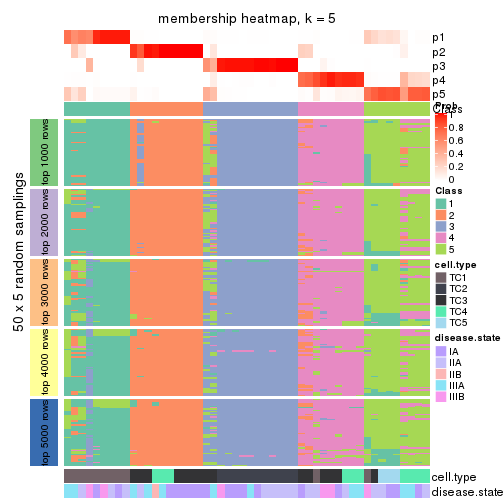 membership heatmap, k = 5
p1
p2
p3
p4
p5
Class
Prob
1
0.8
0.6
0.4
0.2
0
Class
1
2
3
4
5
cell.type
TC1
TC2
TC3
TC4
TC5
disease.state
IA
IIA
IIB
IIIA
IIIB
50 x 5 random samplings
top 1000 rows
top 2000 rows
top 3000 rows
top 4000 rows
top 5000 rows
cell.type
disease.state